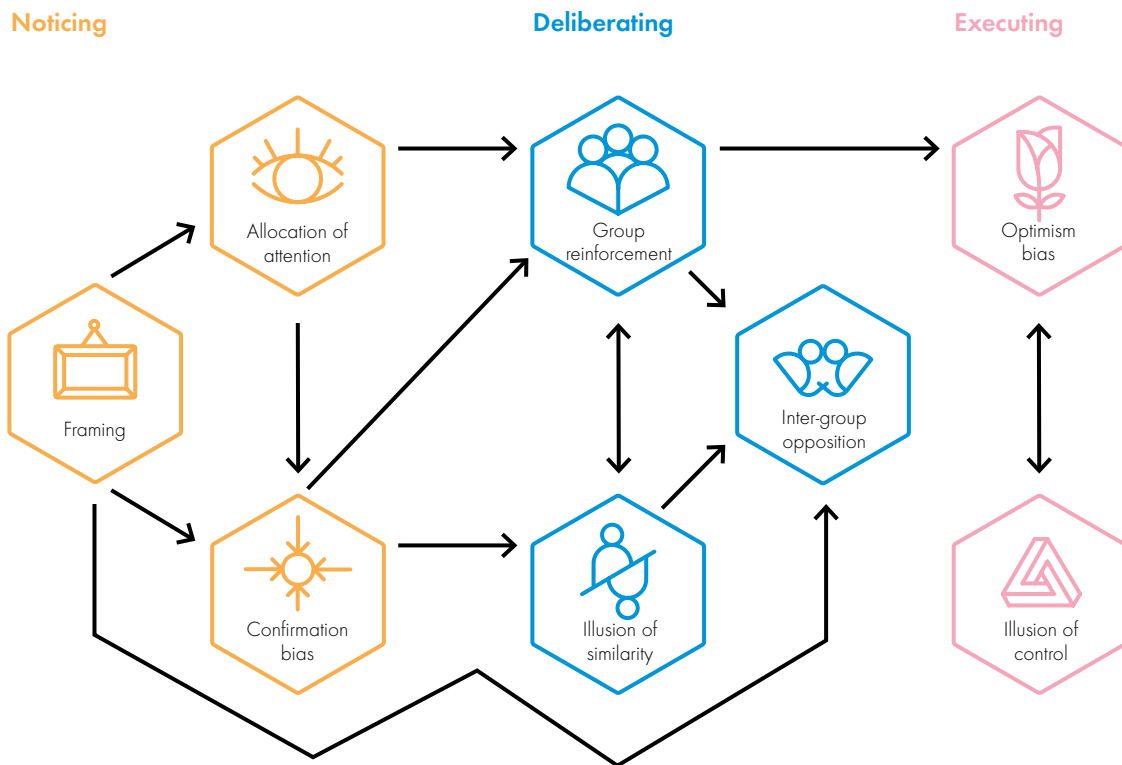 Noticing
Deliberating
Executing
Allocation of
attention
Group
reinforcement
Optimism
bias
Framing
Inter-group
opposition
Confirmation
bias
Illusion of
similarity
Illusion of
control